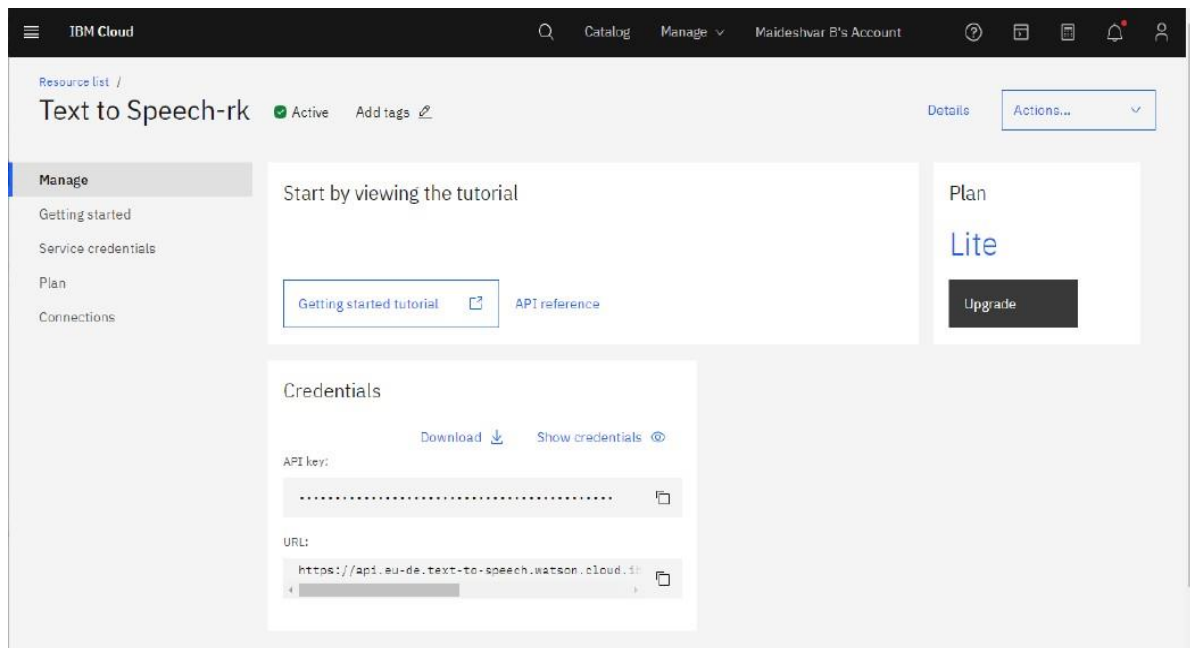 IBM Cloud Catalog Manage Maideshvar B's Account
Resource list /
Text to Speech-rk Active Add tags Details Actions...
Manage
Getting started
Service credentials
Plan
Connections
Start by viewing the tutorial
Getting started tutorial API reference
Plan
Lite
Upgrade
Credentials
Download Show credentials
API key:
URL:
https://api.eu-de.text-to-speech.watson.cloud.